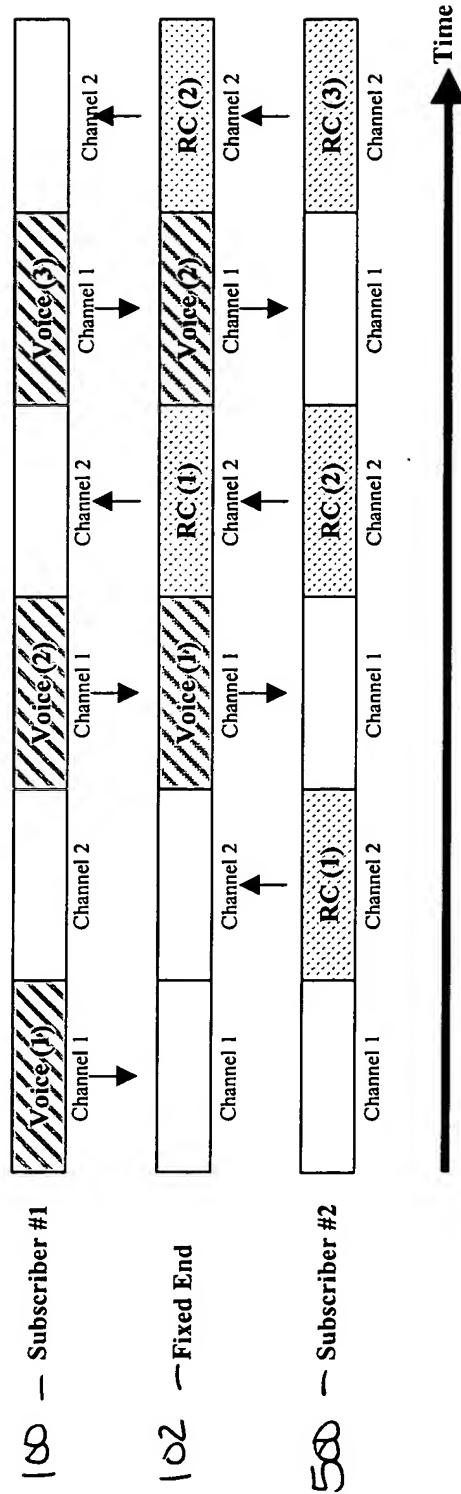 100 — Subscriber #1
Voice (1)
Voice (2)
Voice (3)
Channel 1
Channel 2
Channel 1
Channel 2
Channel 1
Channel 2
102 — Fixed End
Voice (1)
RC (1)
Voice (2)
RC (2)
Channel 1
Channel 2
Channel 1
Channel 2
Channel 1
Channel 2
500 — Subscriber #2
RC (1)
RC (2)
RC (3)
Channel 1
Channel 2
Channel 1
Channel 2
Channel 1
Channel 2
Time